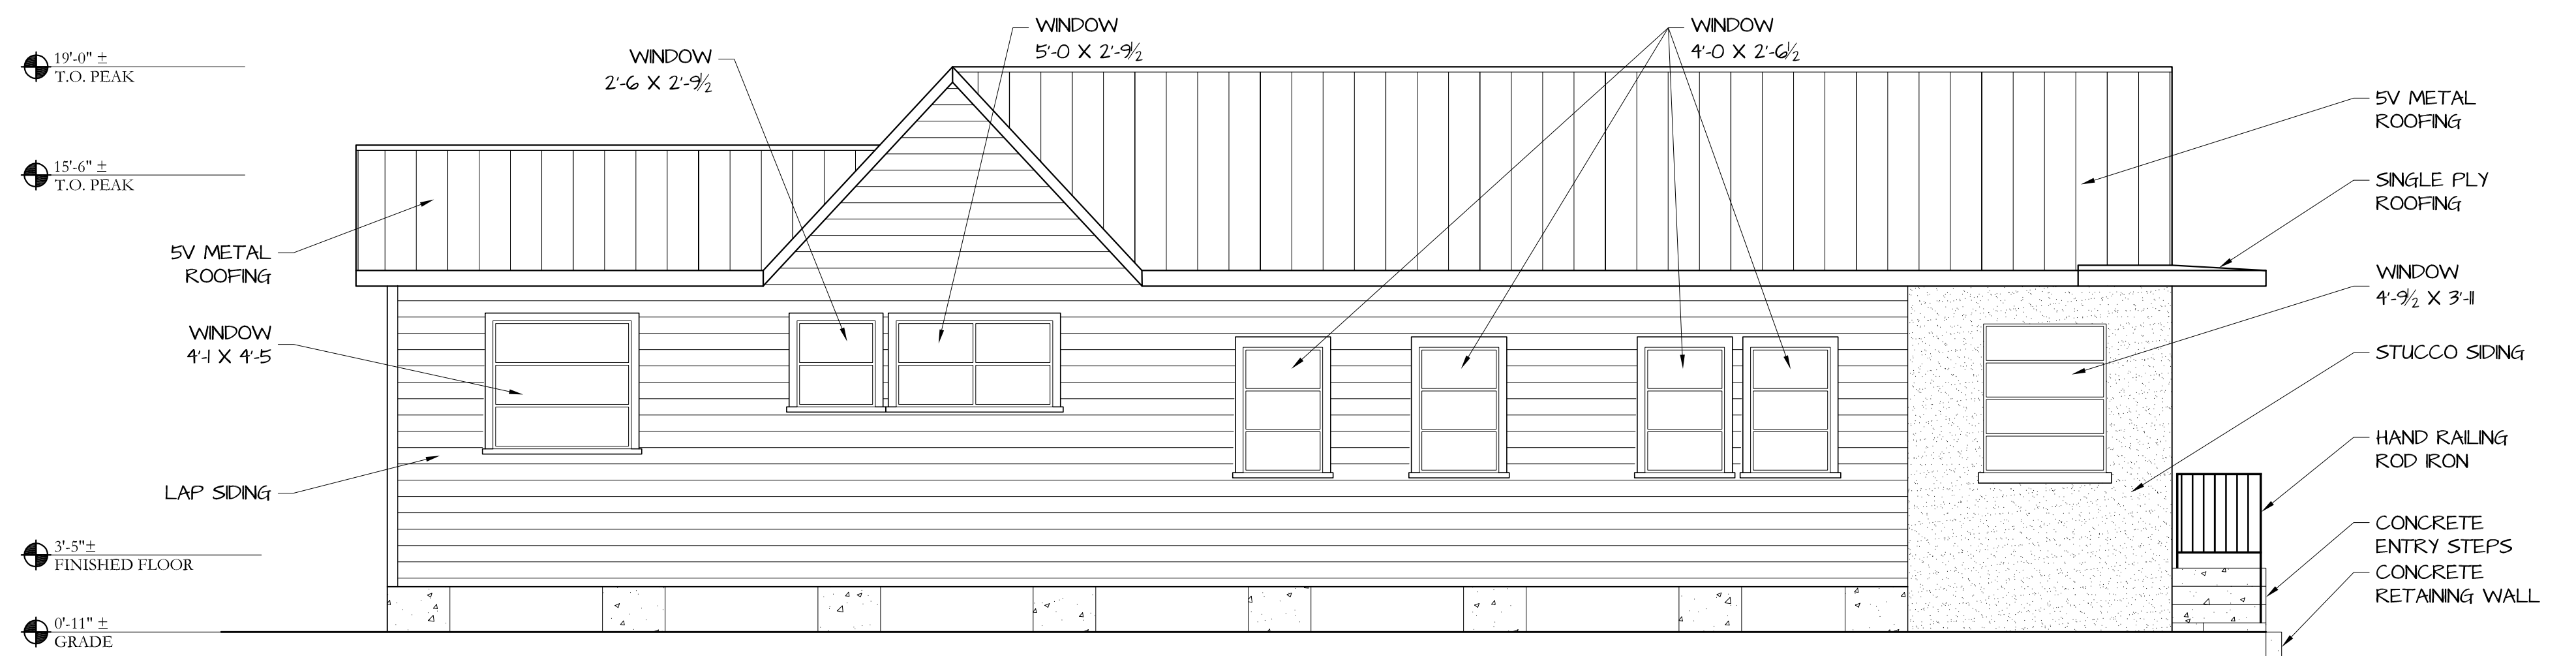 19'-0" ±
T.O. PEAK
15'-6" ±
T.O. PEAK
5V METAL
ROOFING
WINDOW
4'-1 X 4'-5
LAP SIDING
3'-5"±
FINISHED FLOOR
0'-11" ±
GRADE
WINDOW
2'-6 X 2'-9½
WINDOW
5'-0 X 2'-9½
WINDOW
4'-0 X 2'-6½
5V METAL
ROOFING
SINGLE PLY
ROOFING
WINDOW
4'-9½ X 3'-11
STUCCO SIDING
HAND RAILING
ROD IRON
CONCRETE
ENTRY STEPS
CONCRETE
RETAINING WALL